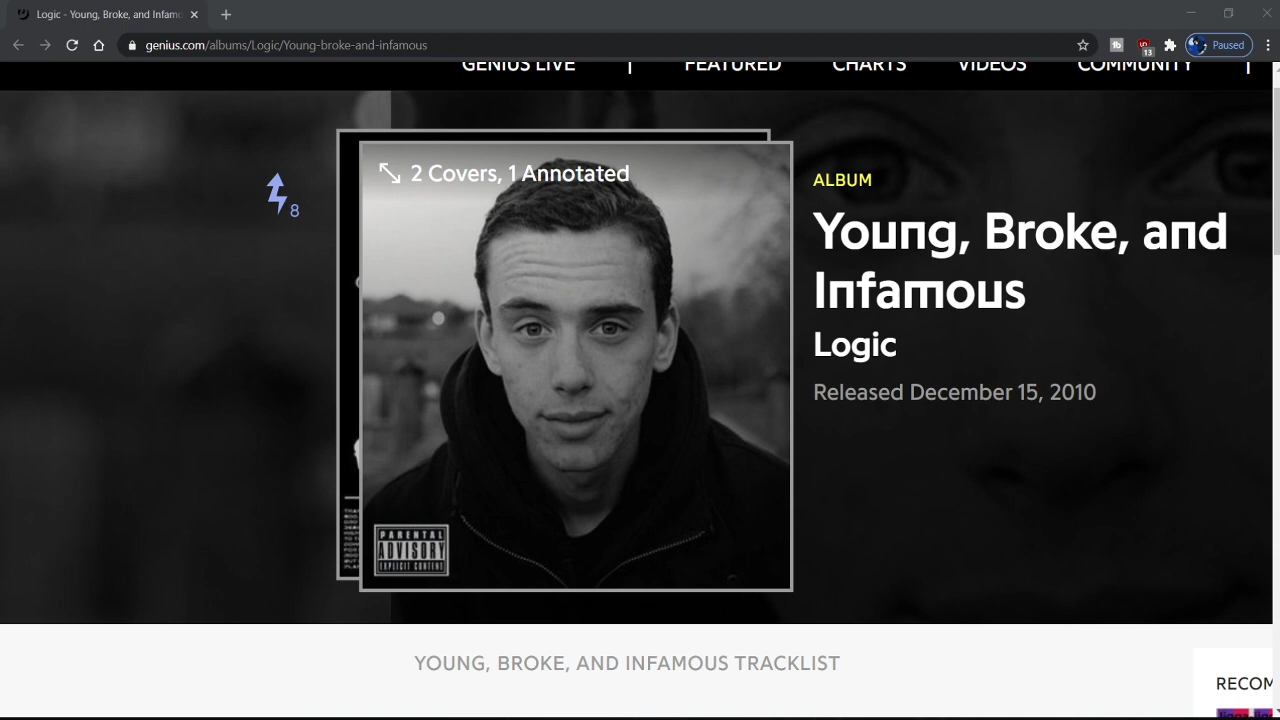 Logic - Young, Broke, and Infamo
genius.com/albums/Logic/Young-broke-and-infamous
13
Paused
GENIUS LIVE | FEATURED CHARTS VIDEOS COMMUNITY |
2 Covers, 1 Annotated
8
ALBUM
Young, Broke, and
Infamous
Logic
Released December 15, 2010
PARENTAL
ADVISORY
EXPLICIT CONTENT
YOUNG, BROKE, AND INFAMOUS TRACKLIST
RECOM